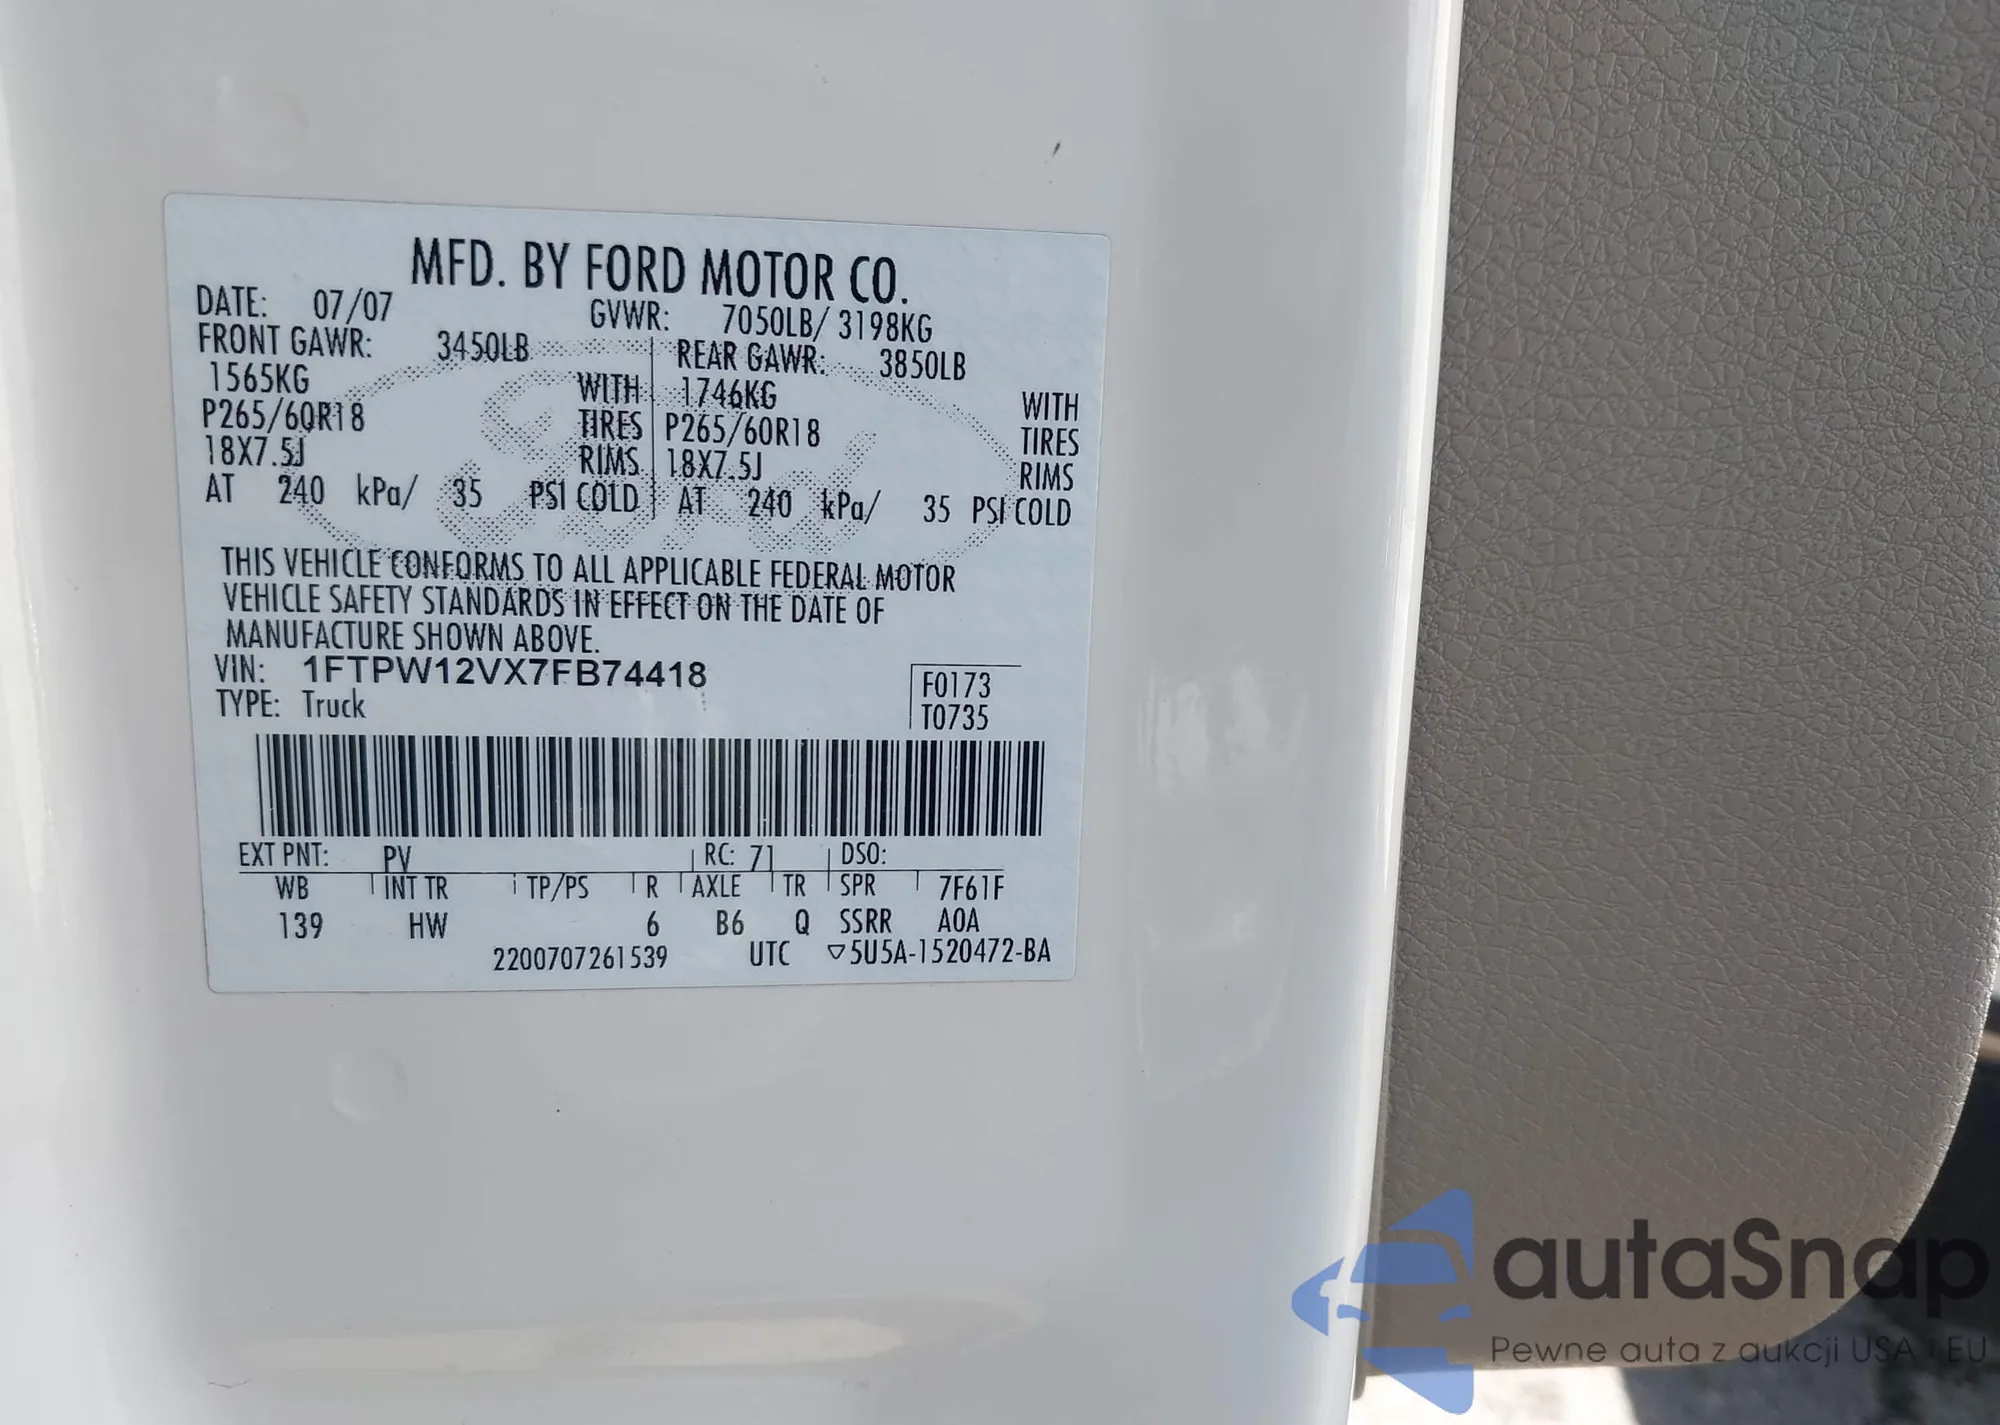 MFD. BY FORD MOTOR CO.
DATE: 07/07 GVWR: 7050LB/ 3198KG
FRONT GAWR: 3450LB REAR GAWR: 3850LB
1565KG WITH 1746KG WITH
P265/60R18 TIRES P265/60R18 TIRES
18X7.5J RIMS 18X7.5J RIMS
AT 240 kPa/ 35 PSI COLD AT 240 kPa/ 35 PSI COLD
THIS VEHICLE CONFORMS TO ALL APPLICABLE FEDERAL MOTOR
VEHICLE SAFETY STANDARDS IN EFFECT ON THE DATE OF
MANUFACTURE SHOWN ABOVE.
VIN: 1FTPW12VX7FB74418
F0173
TYPE: Truck
T0735
EXT PNT: PV RC: 71 DSO:
WB INT TR TP/PS R AXLE TR SPR 7F61F
139 HW 6 B6 Q SSRR A0A
2200707261539 UTC ▽5U5A-1520472-BA
autaSnap
Pewne auta z aukcji USA i EU